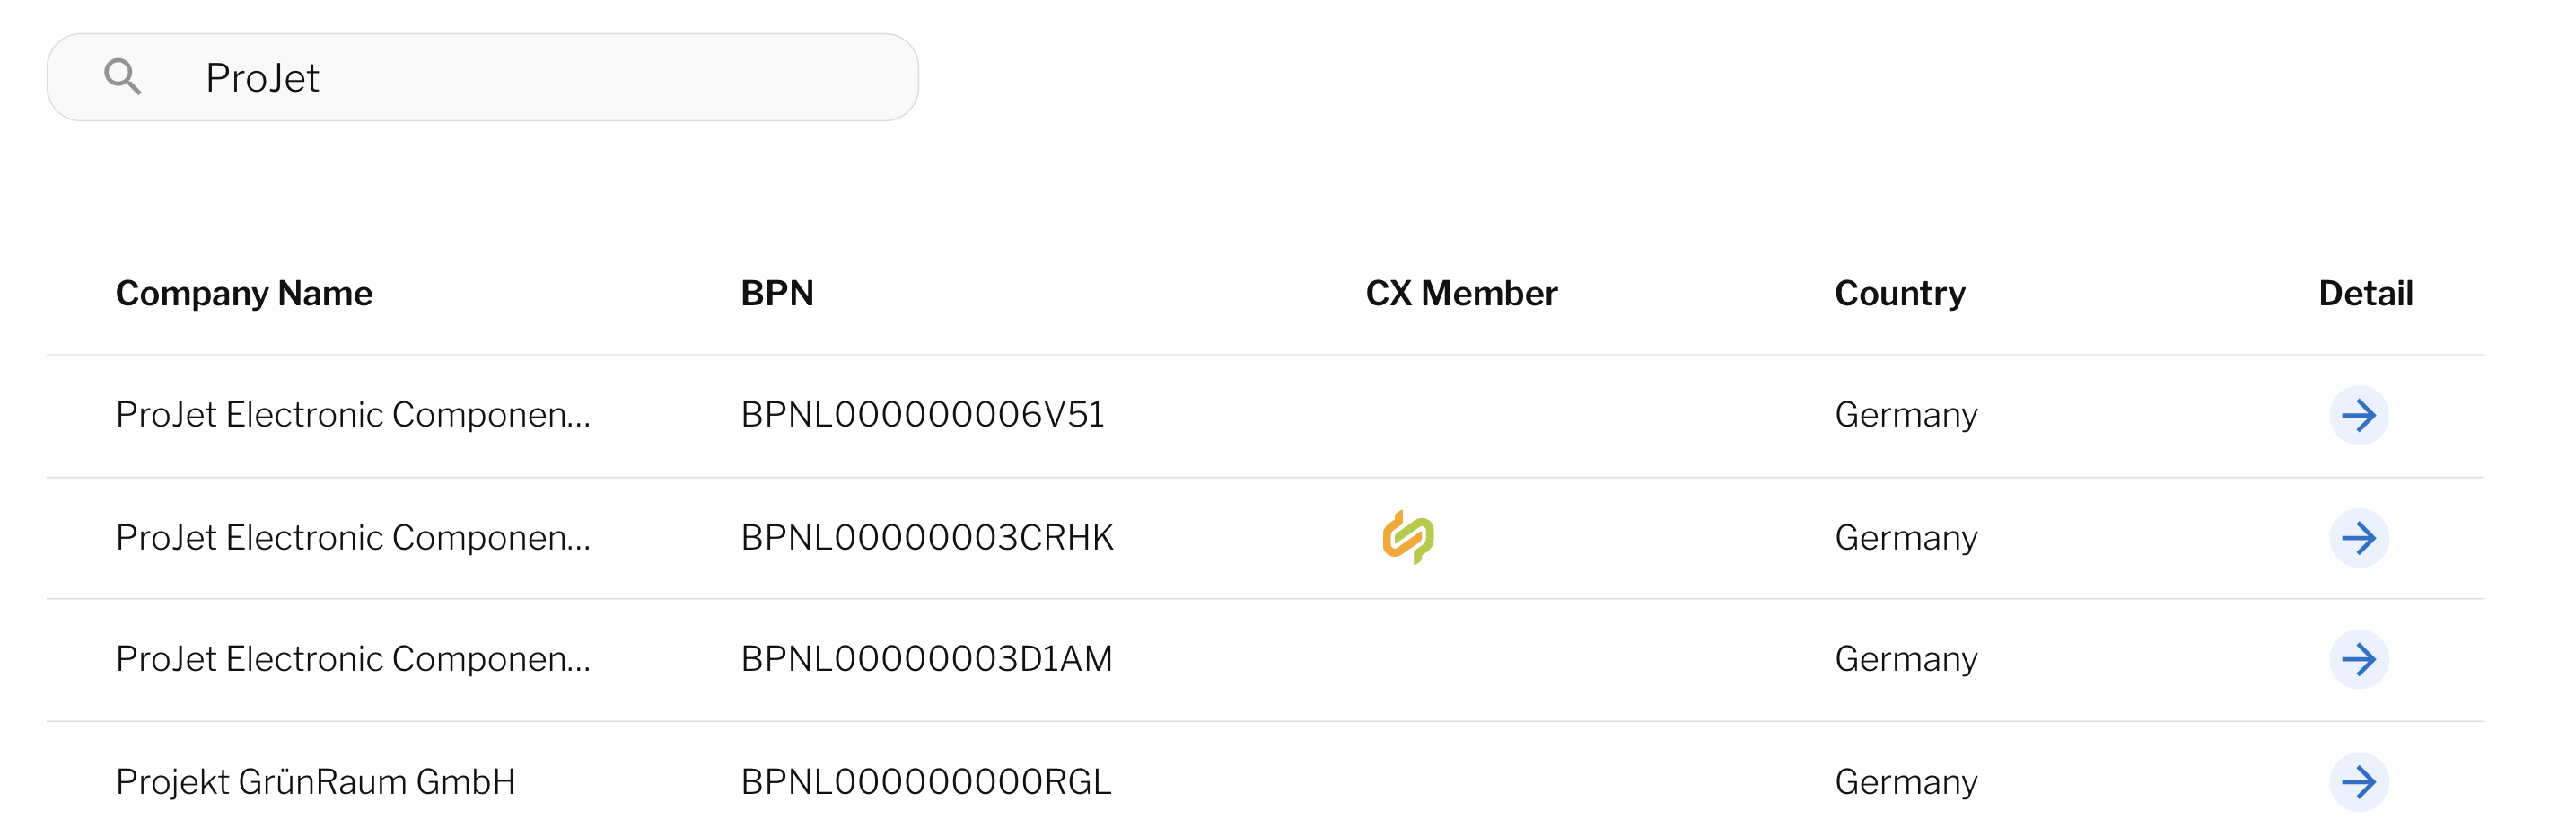 ProJet
Company Name BPN CX Member Country Detail
ProJet Electronic Componen... BPNL000000006V51 Germany
ProJet Electronic Componen... BPNL00000003CRHK Germany
ProJet Electronic Componen... BPNL00000003D1AM Germany
Projekt GrünRaum GmbH BPNL000000000RGL Germany